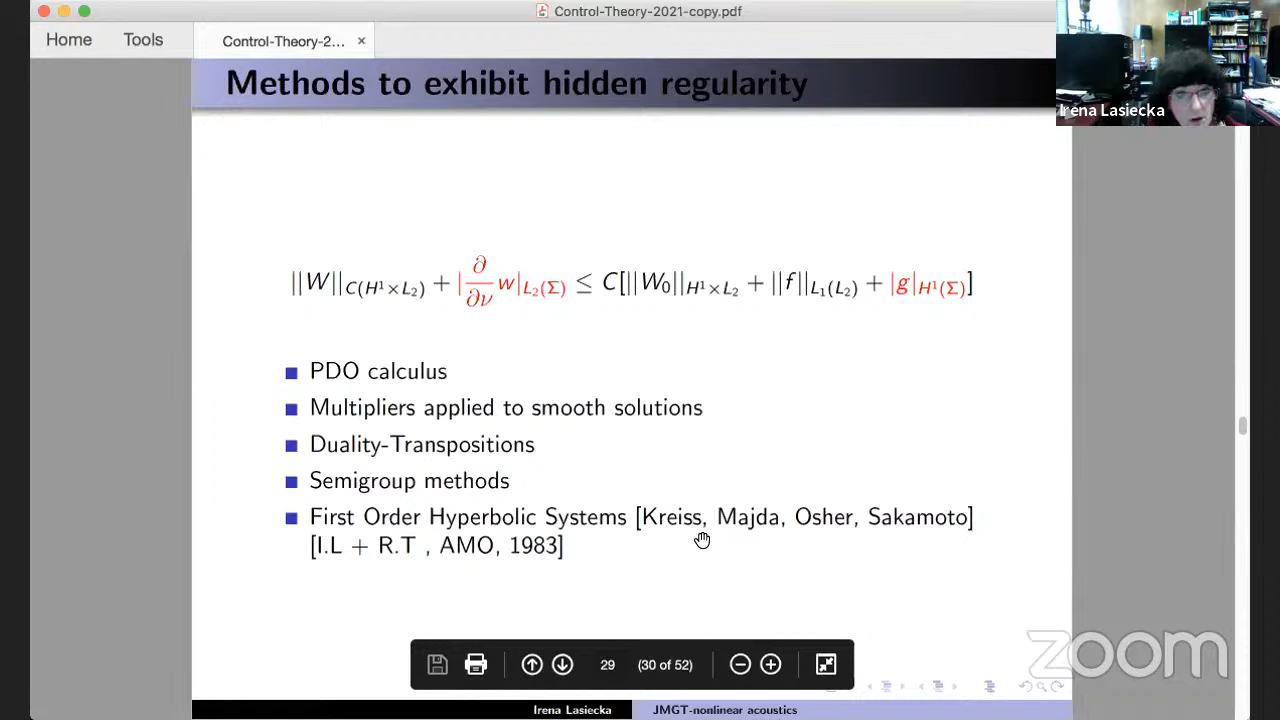 Control-Theory-2021-copy.pdf
Home Tools Control-Theory-2... ×
Methods to exhibit hidden regularity
Irena Lasiecka
||W||_{C(H^1×L_2)} + |∂/∂ν w|_{L_2(Σ)} ≤ C[||W_0||_{H^1×L_2} + ||f||_{L_1(L_2)} + |g|_{H^1(Σ)}]
PDO calculus
Multipliers applied to smooth solutions
Duality-Transpositions
Semigroup methods
First Order Hyperbolic Systems [Kreiss, Majda, Osher, Sakamoto]
[I.L + R.T , AMO, 1983]
29 (30 of 52)
zoom
Irena Lasiecka JMGT-nonlinear acoustics